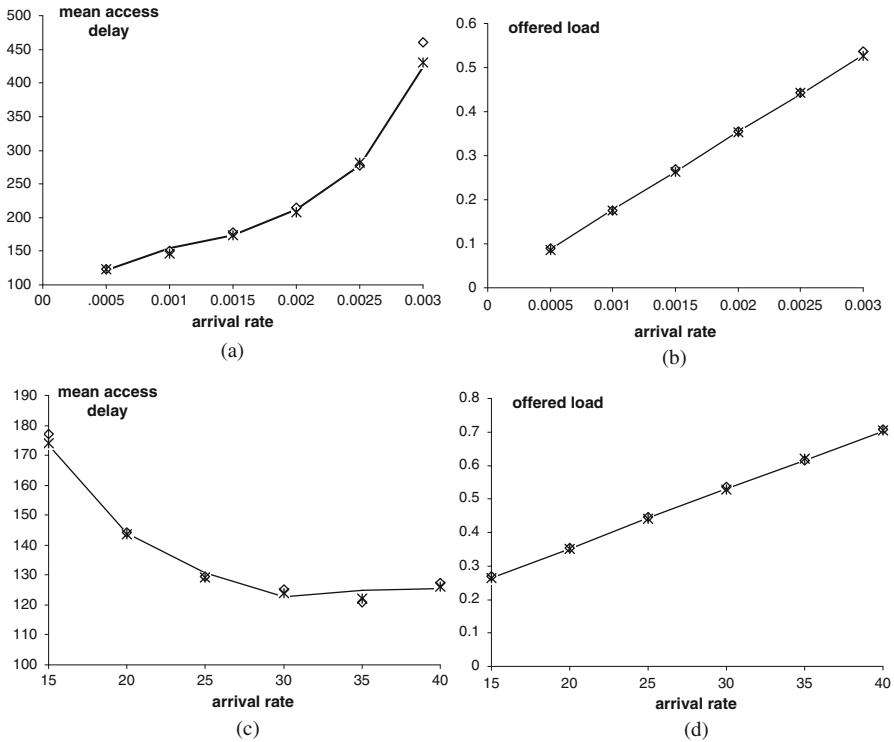 mean access
delay
500
450
400
350
300
250
200
150
100
00 .0005 0.001 0.0015 0.002 0.0025 0.003
arrival rate
(a)
offered load
0.6
0.5
0.4
0.3
0.2
0.1
0
0 0.0005 0.001 0.0015 0.002 0.0025 0.003
arrival rate
(b)
mean access
delay
190
180
170
160
150
140
130
120
110
100
15 20 25 30 35 40
arrival rate
(c)
offered load
0.8
0.7
0.6
0.5
0.4
0.3
0.2
0.1
0
15 20 25 30 35 40
arrival rate
(d)